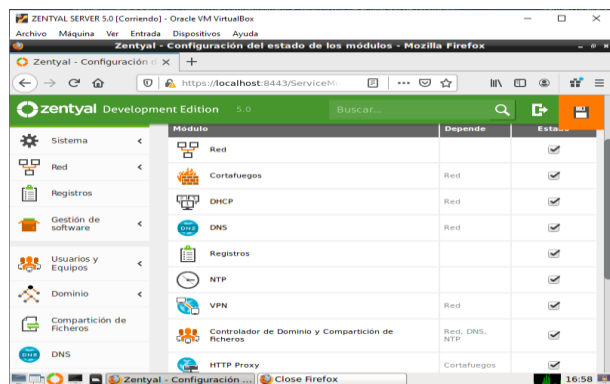 ZENTYAL SERVER 5.0 [Corriendo] - Oracle VM VirtualBox
Archivo Máquina Ver Entrada Dispositivos Ayuda
Zentyal - Configuración del estado de los módulos - Mozilla Firefox
Zentyal - Configuración d
https://localhost:8443/ServiceM
zentyal Development Edition 5.0 Buscar...
Módulo Depende Estado
Sistema
Red
Registros
Gestión de
software
Usuarios y
Equipos
Dominio
Compartición de
Ficheros
DNS
Red
Cortafuegos Red
DHCP Red
DNS Red
Registros
NTP
VPN Red
Controlador de Dominio y Compartición de
Ficheros
Red, DNS,
NTP
HTTP Proxy Cortafuegos
Zentyal - Configuración ... Close Firefox 16:58